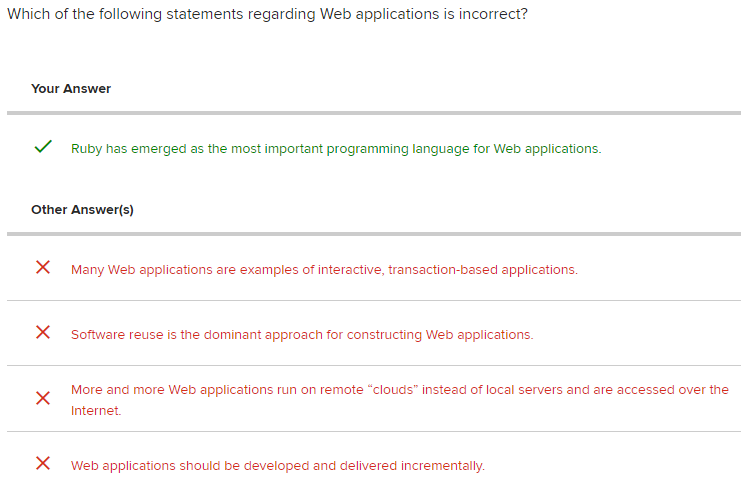 Which of the following statements regarding Web applications is incorrect?
Your Answer
Ruby has emerged as the most important programming language for Web applications.
Other Answer(s)
Many Web applications are examples of interactive, transaction-based applications.
Software reuse is the dominant approach for constructing Web applications.
More and more Web applications run on remote “clouds” instead of local servers and are accessed over the
Internet.
Web applications should be developed and delivered incrementally.